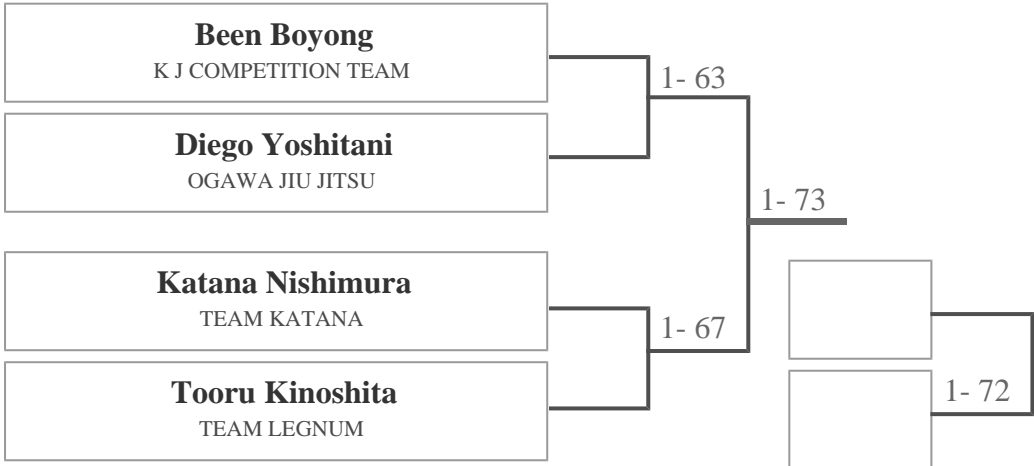 Been Boyong
K J COMPETITION TEAM
1- 63
Diego Yoshitani
OGAWA JIU JITSU
1- 73
Katana Nishimura
TEAM KATANA
1- 67
Tooru Kinoshita
TEAM LEGNUM
1- 72